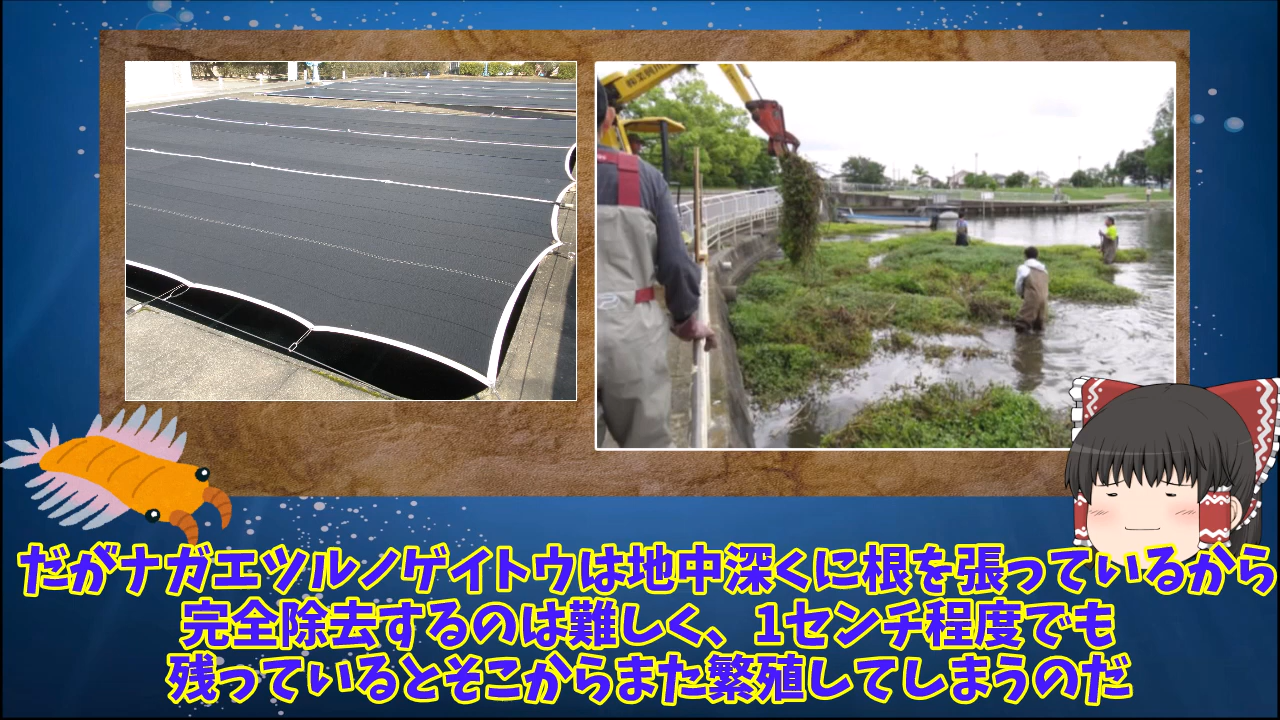 だがナガエツルノゲイトウは地中深くに根を張っているから
完全除去するのは難しく、1センチ程度でも
残っているとそこからまた繁殖してしまうのだ